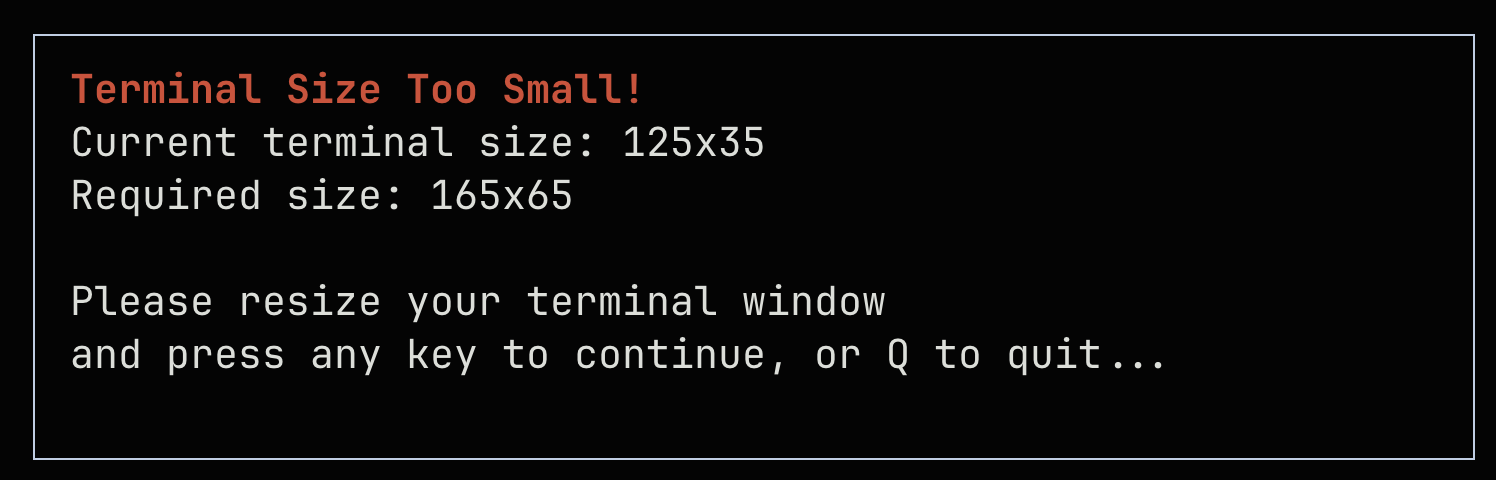 Terminal Size Too Small!
Current terminal size: 125x35
Required size: 165x65
Please resize your terminal window
and press any key to continue, or Q to quit...